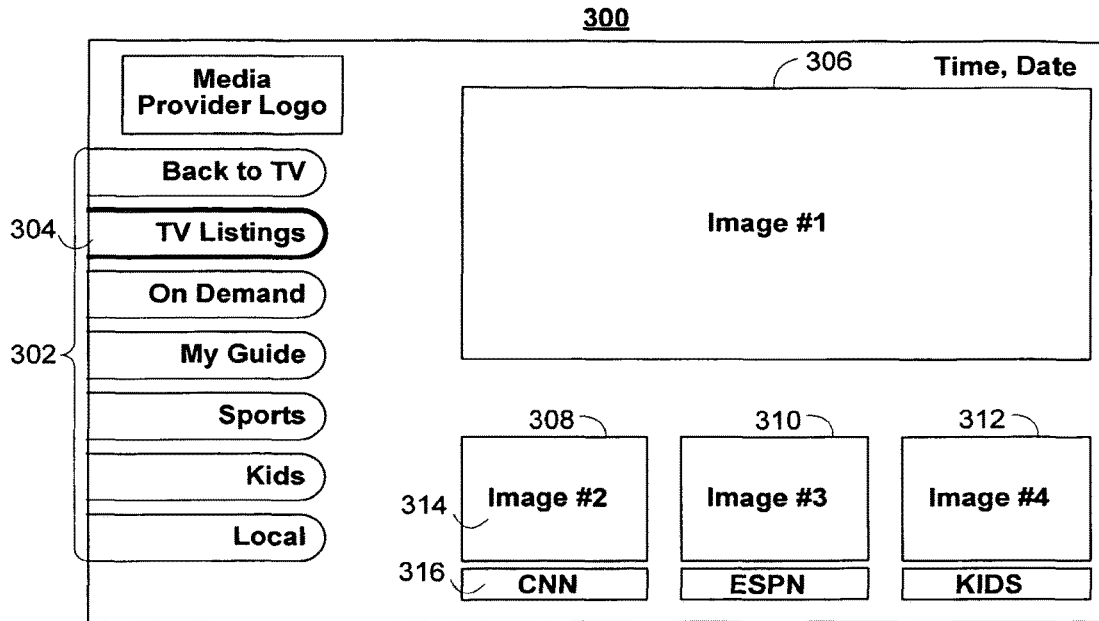 300
306
Time, Date
Media
Provider Logo
Back to TV
304
TV Listings
Image #1
On Demand
302
My Guide
Sports
308
310
312
Kids
314
Image #2
Image #3
Image #4
Local
316
CNN
ESPN
KIDS